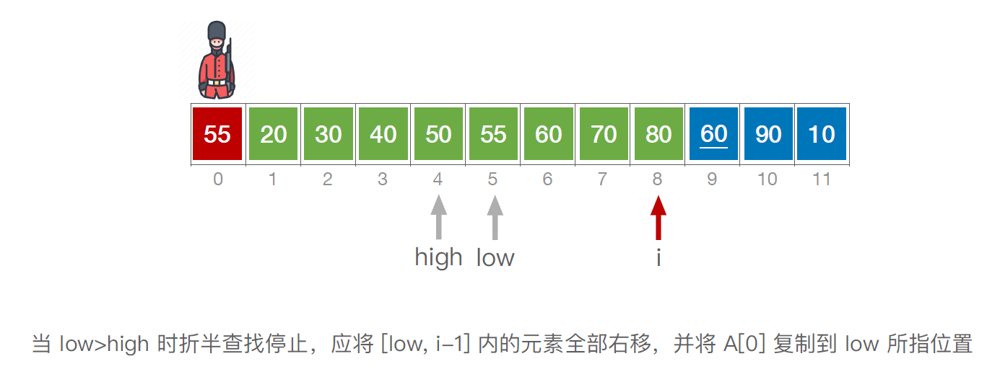 55 20 30 40 50 55 60 70 80 60 90 10
0 1 2 3 4 5 6 7 8 9 10 11
high low i
当 low>high 时折半查找停止，应将 [low, i-1] 内的元素全部右移，并将 A[0] 复制到 low 所指位置